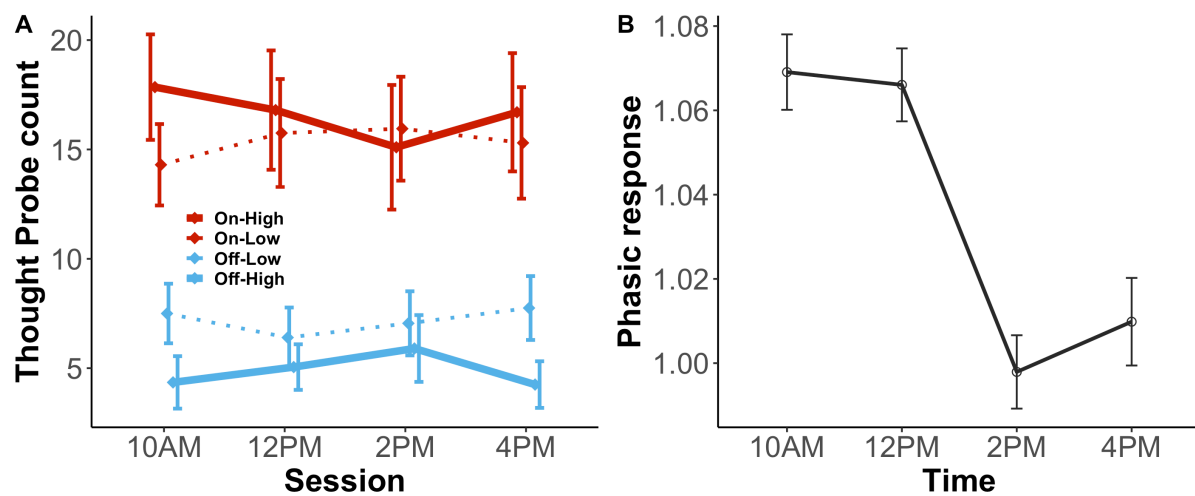 A
Thought Probe count
20
15
10
5
On-High
On-Low
Off-Low
Off-High
10AM 12PM 2PM 4PM
Session
B
Phasic response
1.08
1.06
1.04
1.02
1.00
10AM 12PM 2PM 4PM
Time